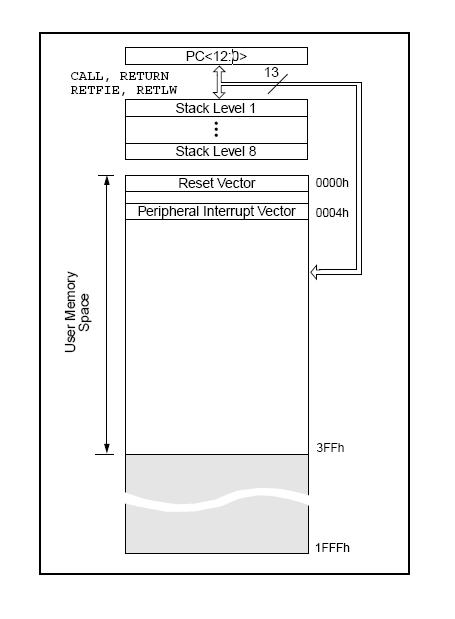 PC<12:0>
CALL, RETURN
RETFIE, RETLW
13
Stack Level 1
Stack Level 8
Reset Vector
0000h
Peripheral Interrupt Vector
0004h
User Memory
Space
3FFh
1FFFh